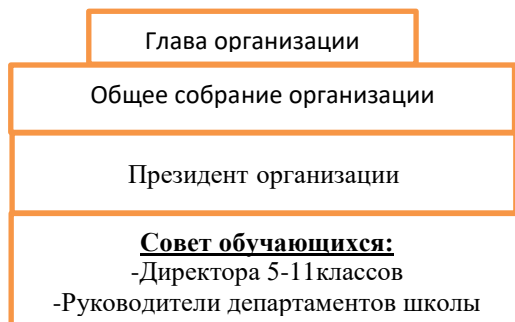 Глава организации
Общее собрание организации
Президент организации
Совет обучающихся:
-Директора 5-11классов
-Руководители департаментов школы